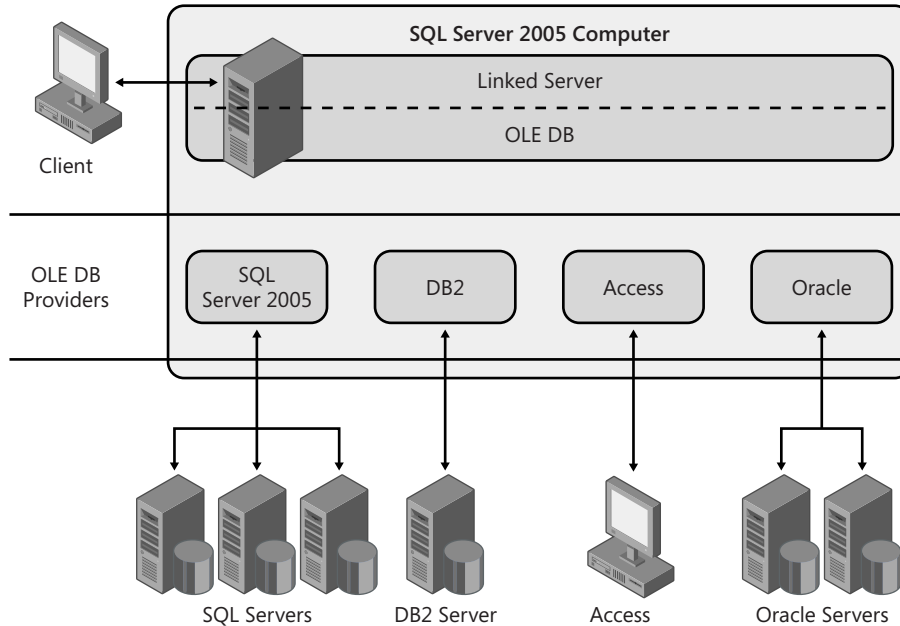 SQL Server 2005 Computer
Linked Server
OLE DB
Client
OLE DB
Providers
SQL
Server 2005
DB2
Access
Oracle
SQL Servers
DB2 Server
Access
Oracle Servers